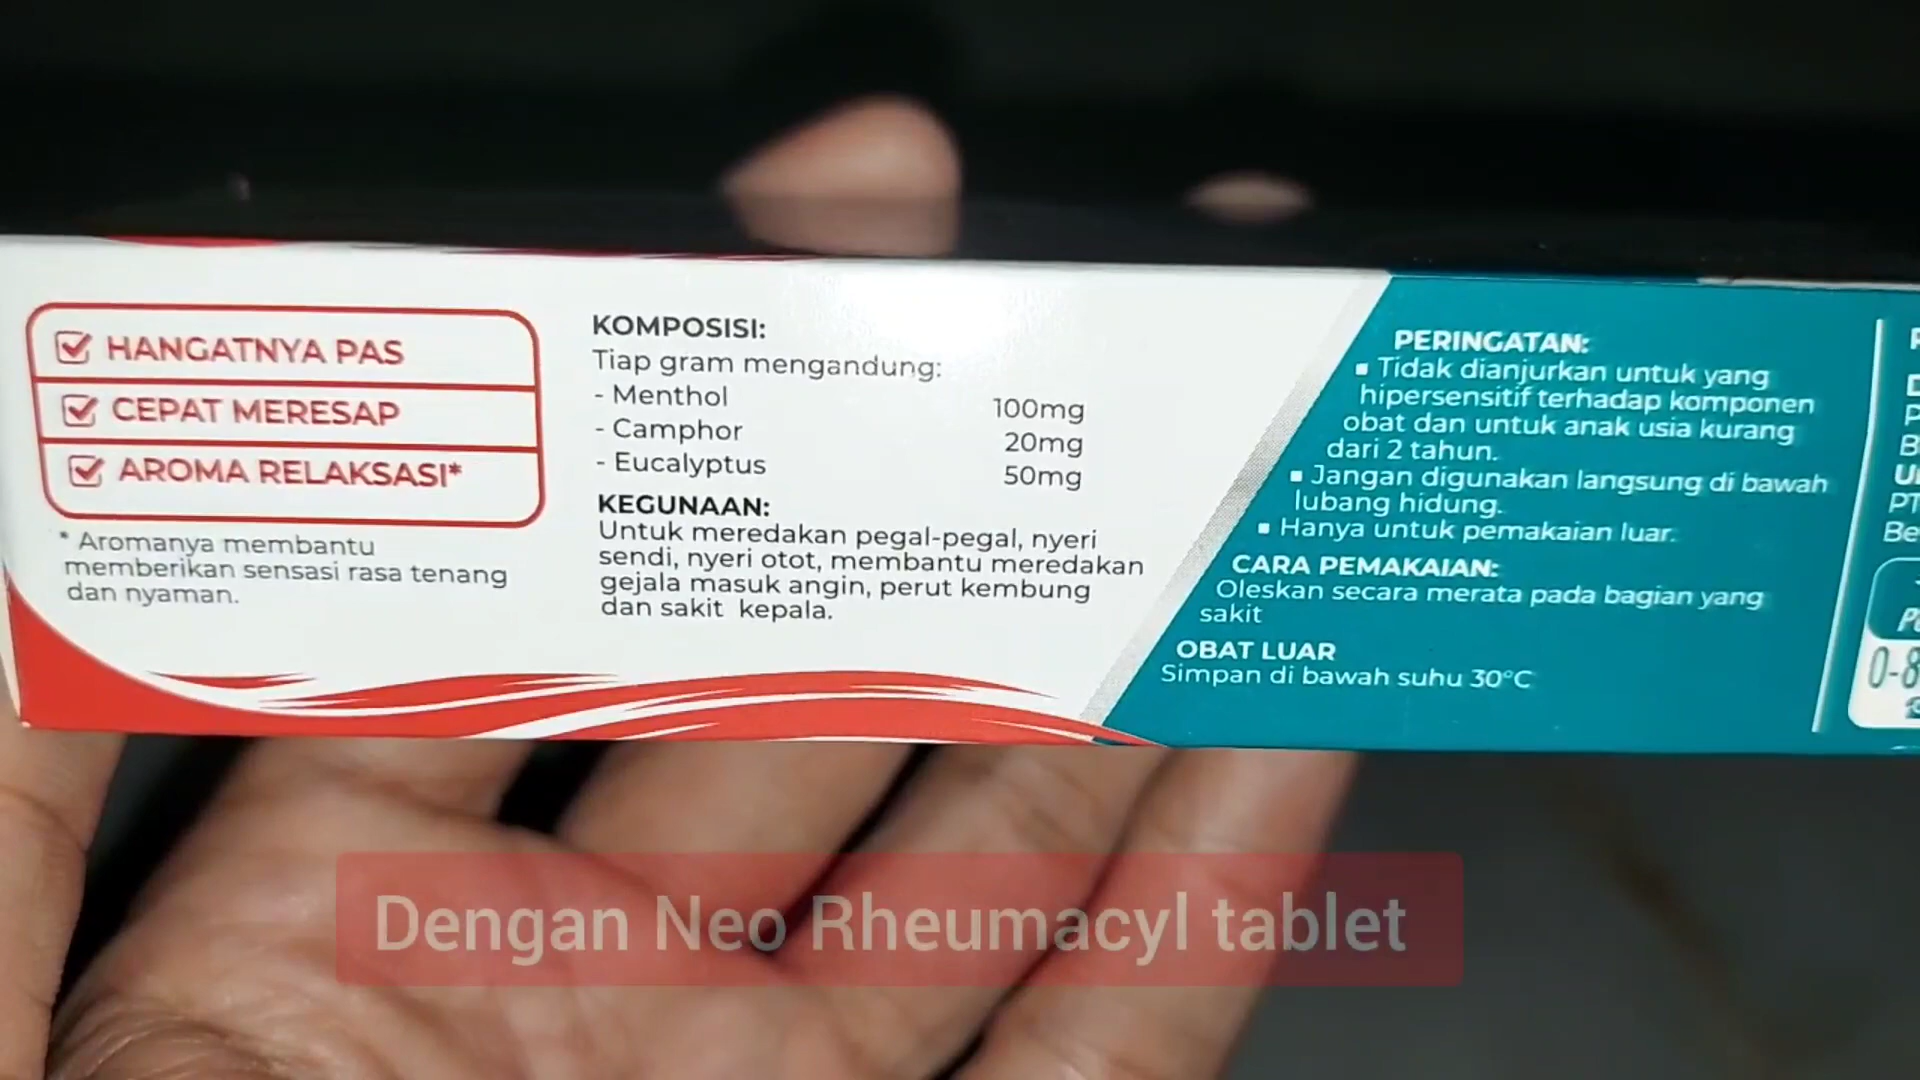 HANGATNYA PAS
CEPAT MERESAP
AROMA RELAKSASI*
* Aromanya membantu
memberikan sensasi rasa tenang
dan nyaman.
KOMPOSISI:
Tiap gram mengandung:
- Menthol 100mg
- Camphor 20mg
- Eucalyptus 50mg
KEGUNAAN:
Untuk meredakan pegal-pegal, nyeri
sendi, nyeri otot, membantu meredakan
gejala masuk angin, perut kembung
dan sakit kepala.
PERINGATAN:
▪ Tidak dianjurkan untuk yang
hipersensitif terhadap komponen
obat dan untuk anak usia kurang
dari 2 tahun.
▪ Jangan digunakan langsung di bawah
lubang hidung.
▪ Hanya untuk pemakaian luar.
CARA PEMAKAIAN:
Oleskan secara merata pada bagian yang
sakit
OBAT LUAR
Simpan di bawah suhu 30°C
Dengan Neo Rheumacyl tablet